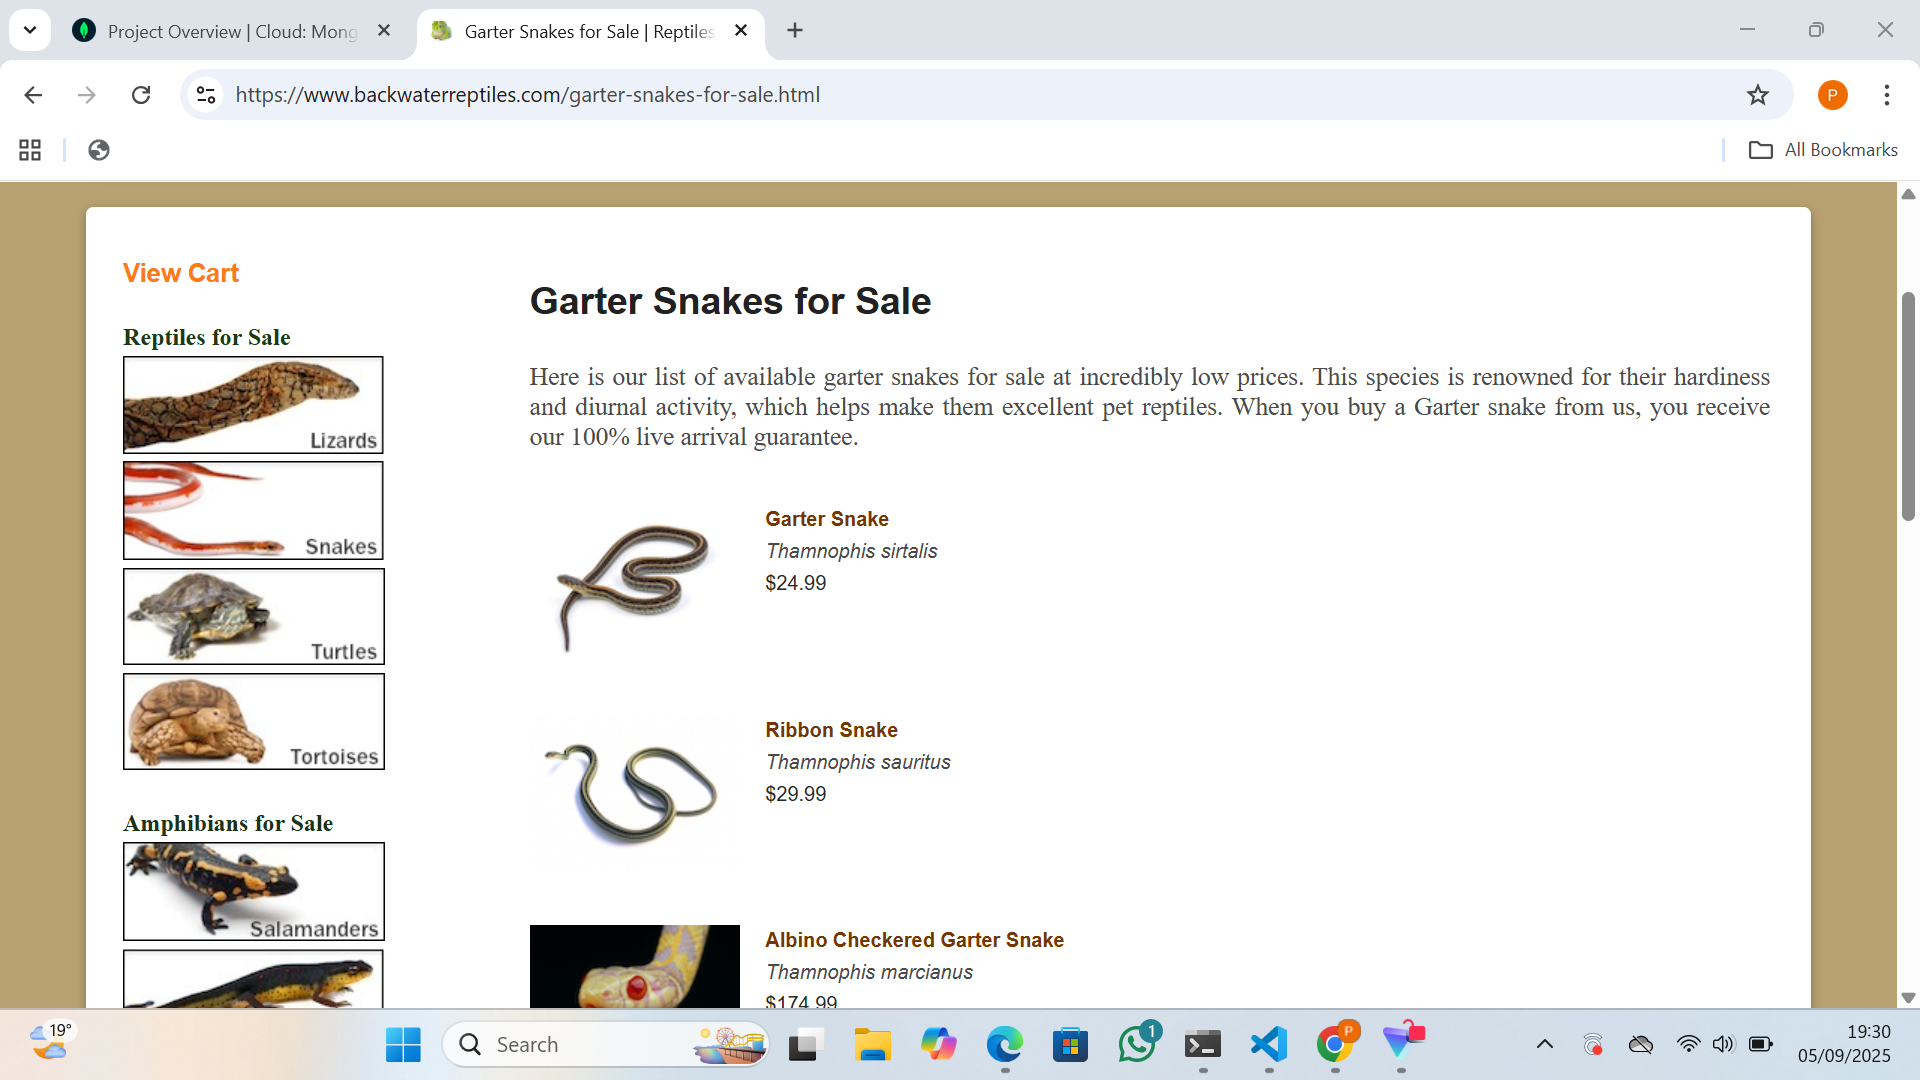 Project Overview | Cloud: Mong
Garter Snakes for Sale | Reptiles
https://www.backwaterreptiles.com/garter-snakes-for-sale.html
P
All Bookmarks
View Cart
Reptiles for Sale
Lizards
Snakes
Turtles
Tortoises
Amphibians for Sale
Salamanders
Garter Snakes for Sale
Here is our list of available garter snakes for sale at incredibly low prices. This species is renowned for their hardiness
and diurnal activity, which helps make them excellent pet reptiles. When you buy a Garter snake from us, you receive
our 100% live arrival guarantee.
Garter Snake
Thamnophis sirtalis
$24.99
Ribbon Snake
Thamnophis sauritus
$29.99
Albino Checkered Garter Snake
Thamnophis marcianus
$174.99
19°
Search
1
P
19:30
05/09/2025